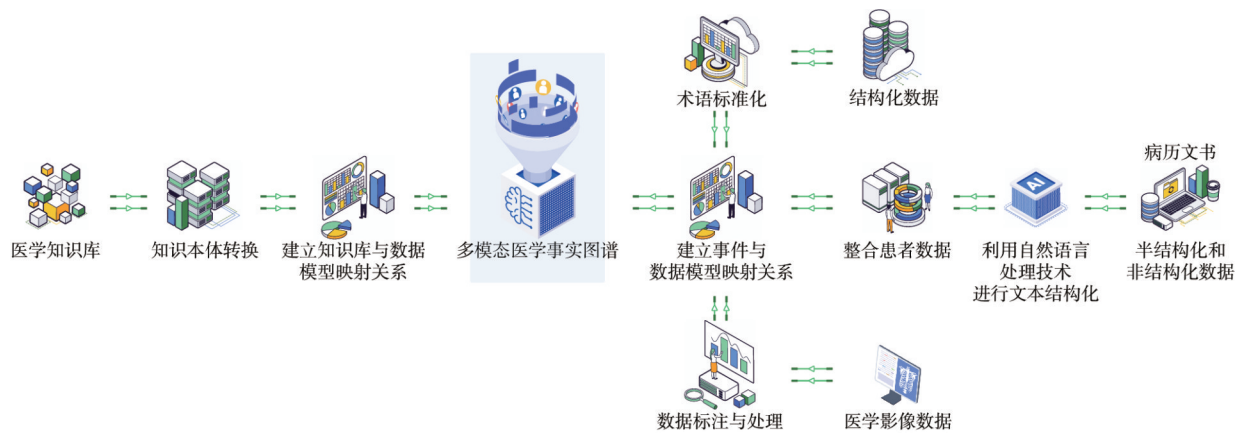 术语标准化
结构化数据
病历文书
医学知识库
知识本体转换
建立知识库与数据
模型映射关系
多模态医学事实图谱
建立事件与
数据模型映射关系
整合患者数据
利用自然语言
处理技术
进行文本结构化
AI
半结构化和
非结构化数据
数据标注与处理
医学影像数据